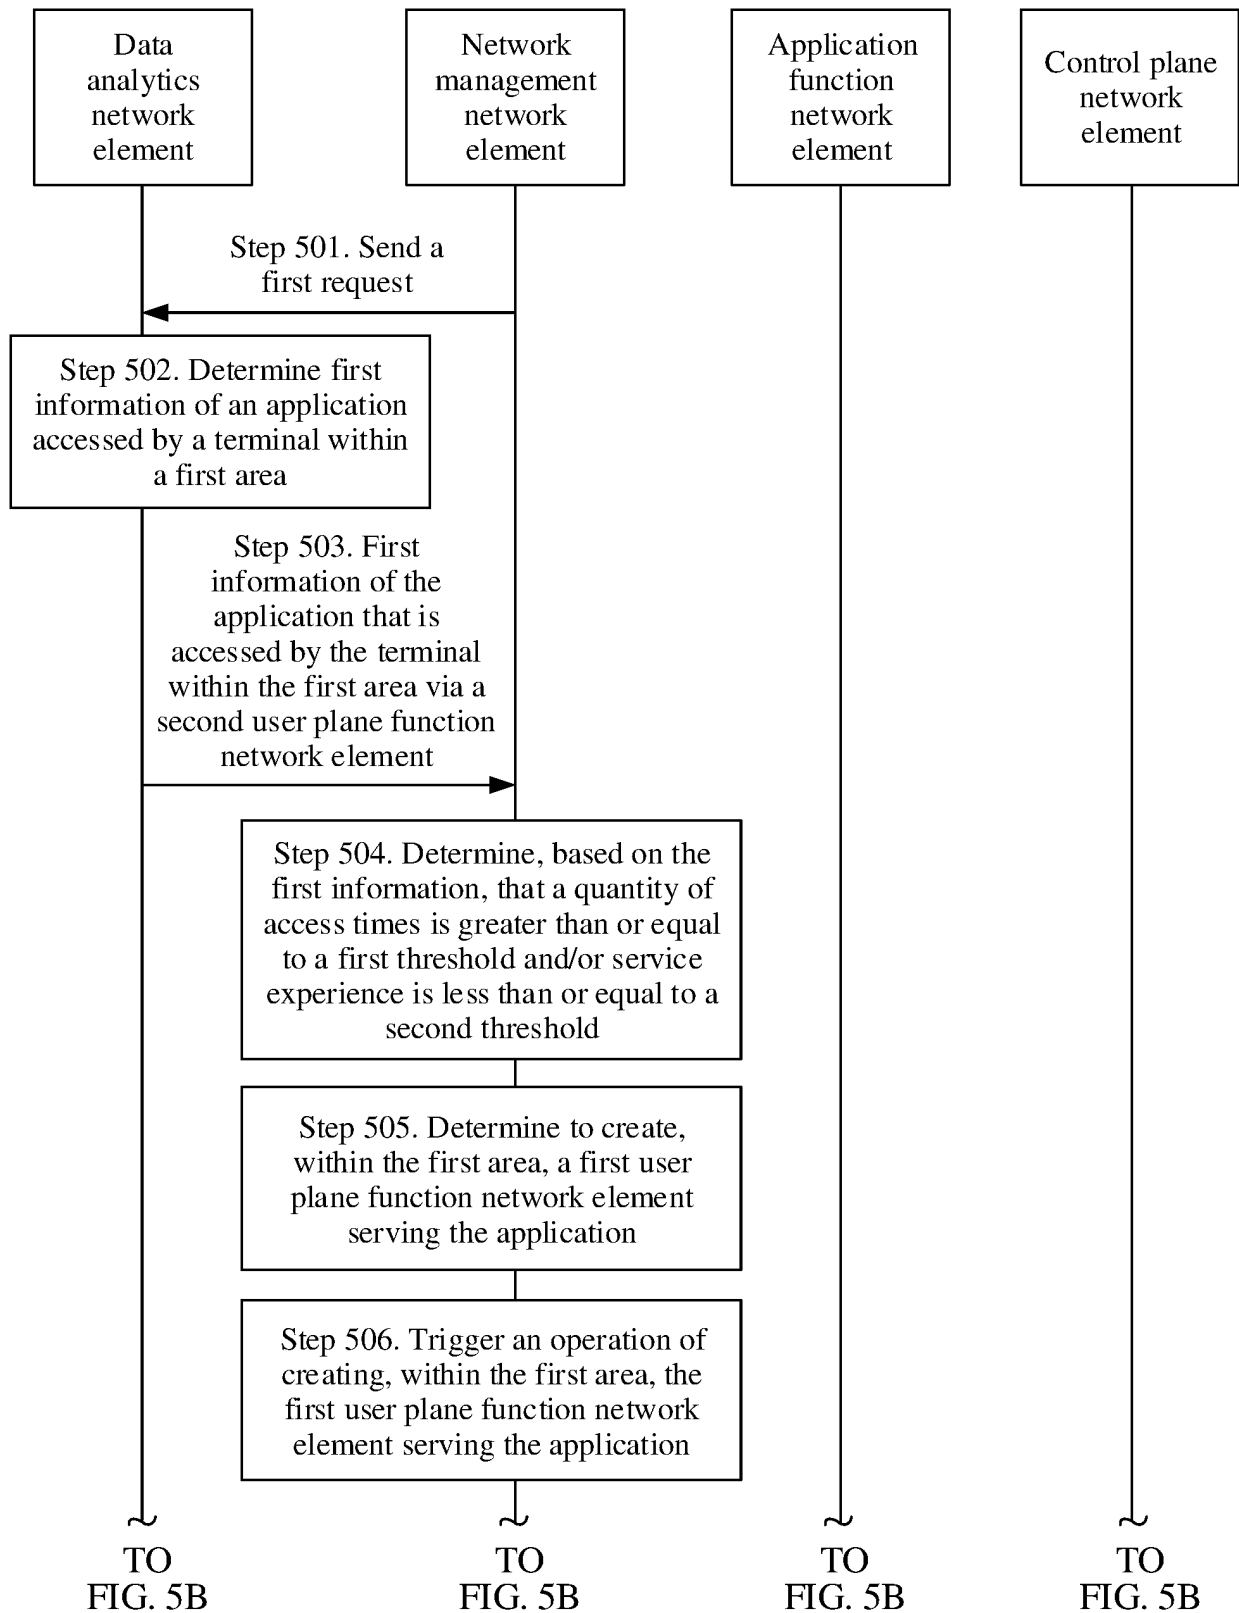 Data
analytics
network
element
Network
management
network
element
Application
function
network
element
Control plane
network
element
Step 501. Send a
first request
Step 502. Determine first
information of an application
accessed by a terminal within
a first area
Step 503. First
information of the
application that is
accessed by the terminal
within the first area via a
second user plane function
network element
Step 504. Determine, based on the
first information, that a quantity of
access times is greater than or equal
to a first threshold and/or service
experience is less than or equal to a
second threshold
Step 505. Determine to create,
within the first area, a first user
plane function network element
serving the application
Step 506. Trigger an operation of
creating, within the first area, the
first user plane function network
element serving the application
TO
FIG. 5B
TO
FIG. 5B
TO
FIG. 5B
TO
FIG. 5B